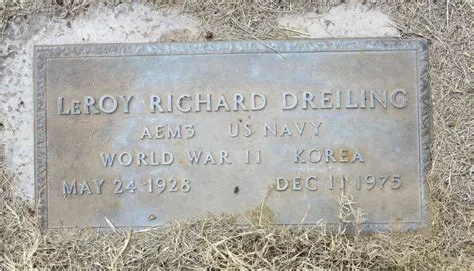 LeROY RICHARD DREILING
AEM3 US NAVY
WORLD WAR II KOREA
MAY 24 1928 DEC 11 1975